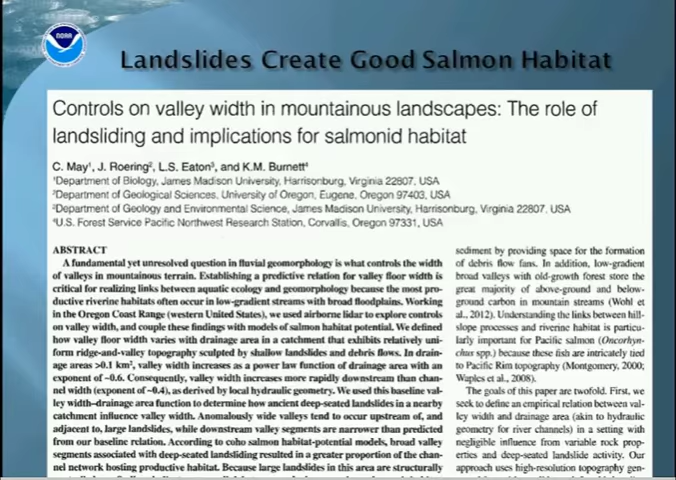 NOAA
Landslides Create Good Salmon Habitat
Controls on valley width in mountainous landscapes: The role of
landsliding and implications for salmonid habitat
C. May¹, J. Roering², L.S. Eaton³, and K.M. Burnett⁴
¹Department of Biology, James Madison University, Harrisonburg, Virginia 22807, USA
²Department of Geological Sciences, University of Oregon, Eugene, Oregon 97403, USA
³Department of Geology and Environmental Science, James Madison University, Harrisonburg, Virginia 22807, USA
⁴U.S. Forest Service Pacific Northwest Research Station, Corvallis, Oregon 97331, USA
ABSTRACT
A fundamental yet unresolved question in fluvial geomorphology is what controls the width
of valleys in mountainous terrain. Establishing a predictive relation for valley floor width is
critical for realizing links between aquatic ecology and geomorphology because the most pro-
ductive riverine habitats often occur in low-gradient streams with broad floodplains. Working
in the Oregon Coast Range (western United States), we used airborne lidar to explore controls
on valley width, and couple these findings with models of salmon habitat potential. We defined
how valley floor width varies with drainage area in a catchment that exhibits relatively uni-
form ridge-and-valley topography sculpted by shallow landslides and debris flows. In drain-
age areas >0.1 km², valley width increases as a power law function of drainage area with an
exponent of ~0.6. Consequently, valley width increases more rapidly downstream than chan-
nel width (exponent of ~0.4), as derived by local hydraulic geometry. We used this baseline val-
ley width–drainage area function to determine how ancient deep-seated landslides in a nearby
catchment influence valley width. Anomalously wide valleys tend to occur upstream of, and
adjacent to, large landslides, while downstream valley segments are narrower than predicted
from our baseline relation. According to coho salmon habitat-potential models, broad valley
segments associated with deep-seated landsliding resulted in a greater proportion of the chan-
nel network hosting productive habitat. Because large landslides in this area are structurally
sediment by providing space for the formation
of debris flow fans. In addition, low-gradient
broad valleys with old-growth forest store the
great majority of above-ground and below-
ground carbon in mountain streams (Wohl et
al., 2012). Understanding the links between hill-
slope processes and riverine habitat is particu-
larly important for Pacific salmon (Oncorhyn-
chus spp.) because these fish are intricately tied
to Pacific Rim topography (Montgomery, 2000;
Waples et al., 2008).
The goals of this paper are twofold. First, we
seek to define an empirical relation between val-
ley width and drainage area (akin to hydraulic
geometry for river channels) in a setting with
negligible influence from variable rock prop-
erties and deep-seated landslide activity. Our
approach uses high-resolution topography gen-